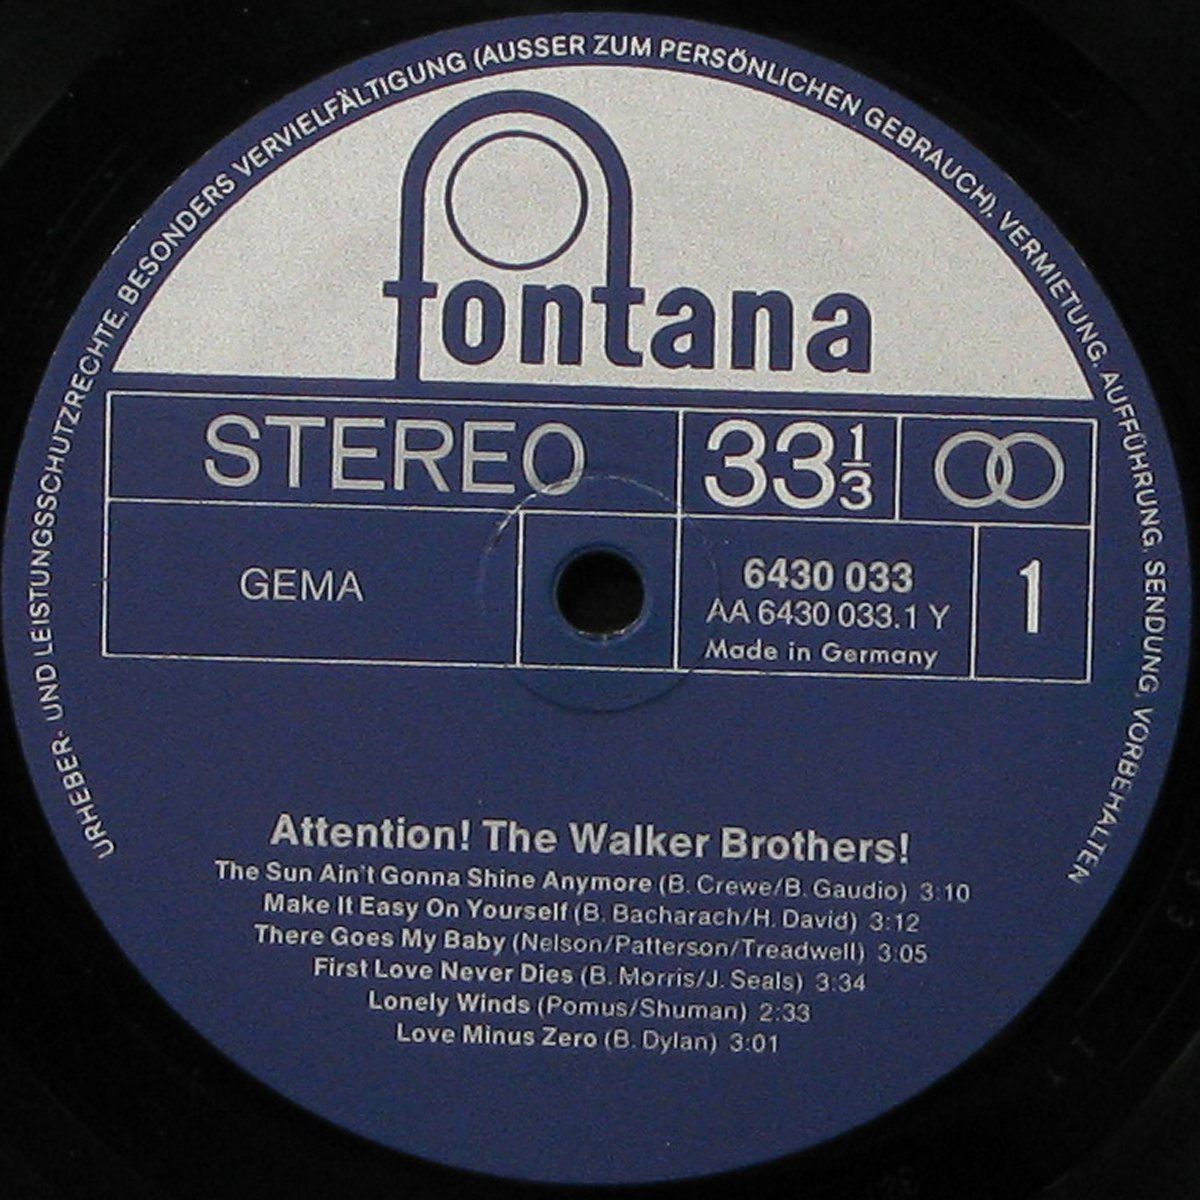 URHEBER- UND LEISTUNGSSCHUTZRECHTE, BESONDERS VERVIELFÄLTIGUNG (AUSSER ZUM PERSÖNLICHEN GEBRAUCH), VERMIETUNG, AUFFÜHRUNG, SENDUNG, VORBEHALTEN
fontana
STEREO 33 1/3
GEMA
6430 033
AA 6430 033.1 Y
Made in Germany
1
Attention! The Walker Brothers!
The Sun Ain't Gonna Shine Anymore (B. Crewe/B. Gaudio) 3:10
Make It Easy On Yourself (B. Bacharach/H. David) 3:12
There Goes My Baby (Nelson/Patterson/Treadwell) 3:05
First Love Never Dies (B. Morris/J. Seals) 3:34
Lonely Winds (Pomus/Shuman) 2:33
Love Minus Zero (B. Dylan) 3:01